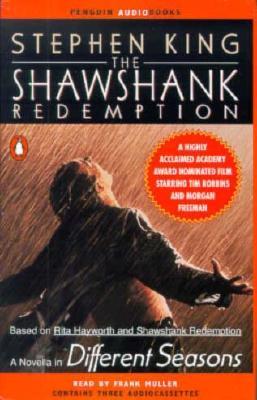 PENGUIN AUDIOBOOKS
STEPHEN KING
THE
SHAWSHANK
REDEMPTION
A HIGHLY
ACCLAIMED ACADEMY
AWARD NOMINATED FILM
STARRING TIM ROBBINS
AND MORGAN
FREEMAN
Based on Rita Hayworth and Shawshank Redemption
A Novella in Different Seasons
READ BY FRANK MULLER
CONTAINS THREE AUDIOCASSETTES